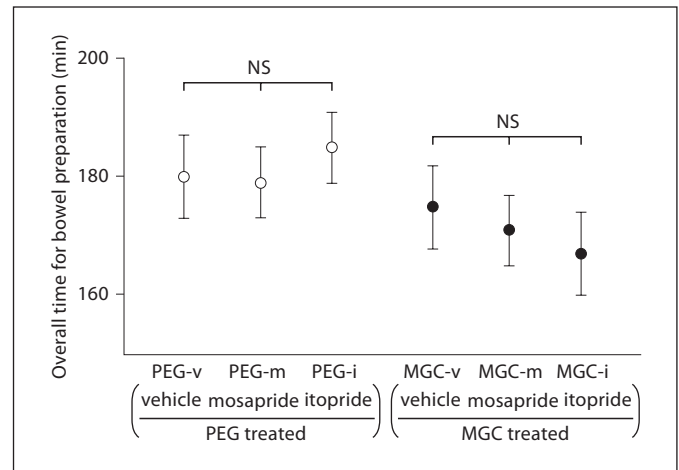 Overall time for bowel preparation (min)
200
180
160
NS
NS
PEG-v PEG-m PEG-i MGC-v MGC-m MGC-i
(vehicle mosapride itopride) (vehicle mosapride itopride)
PEG treated MGC treated